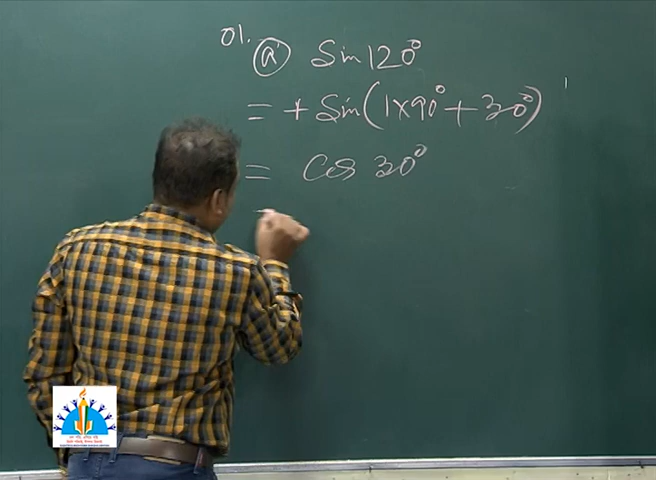 01. (a) Sin 120°
= + Sin (1×90° + 30°)
= Cos 30°